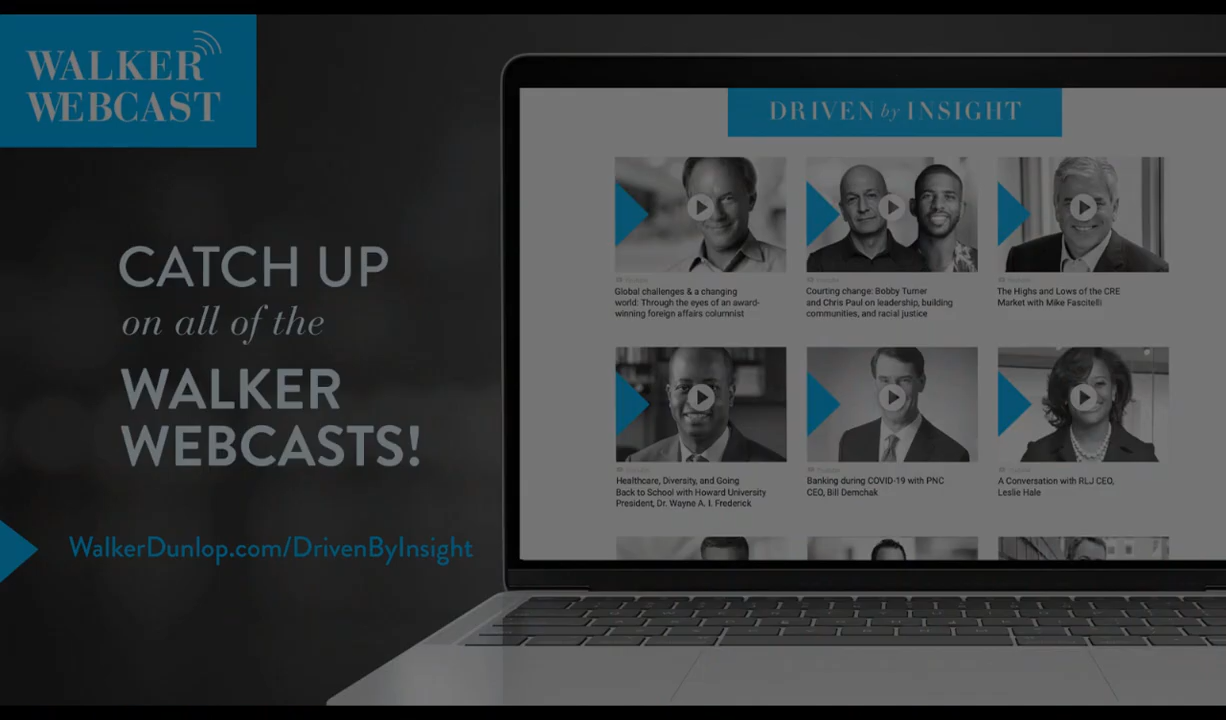 WALKER
WEBCAST
CATCH UP
on all of the
WALKER
WEBCASTS!
WalkerDunlop.com/DrivenByInsight
DRIVEN by INSIGHT
Global challenges & a changing
world: Through the eyes of an award-
winning foreign affairs columnist
Courting change: Bobby Turner
and Chris Paul on leadership, building
communities, and racial justice
The Highs and Lows of the CRE
Market with Mike Fascitelli
Healthcare, Diversity, and Going
Back to School with Howard University
President, Dr. Wayne A. I. Frederick
Banking during COVID-19 with PNC
CEO, Bill Demchak
A Conversation with RLJ CEO,
Leslie Hale